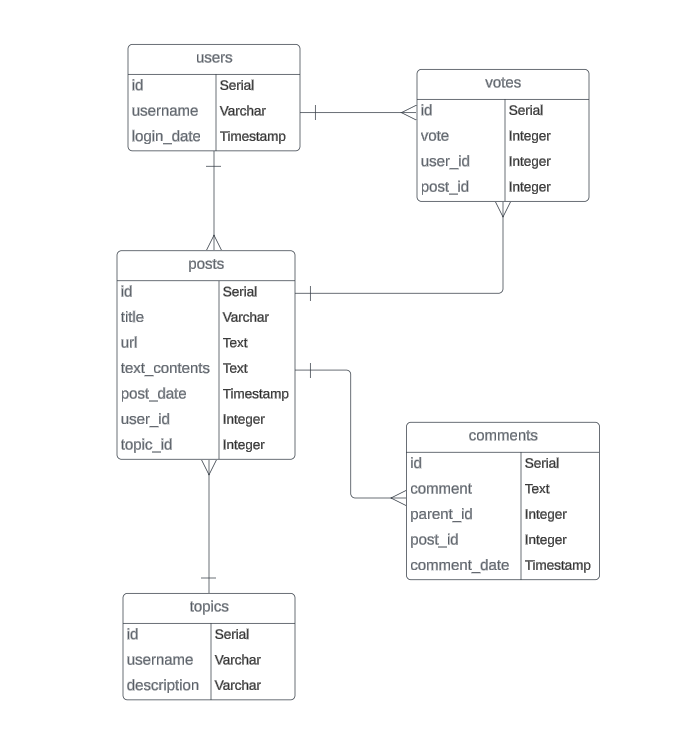 users
id Serial
username Varchar
login_date Timestamp
votes
id Serial
vote Integer
user_id Integer
post_id Integer
posts
id Serial
title Varchar
url Text
text_contents Text
post_date Timestamp
user_id Integer
topic_id Integer
comments
id Serial
comment Text
parent_id Integer
post_id Integer
comment_date Timestamp
topics
id Serial
username Varchar
description Varchar